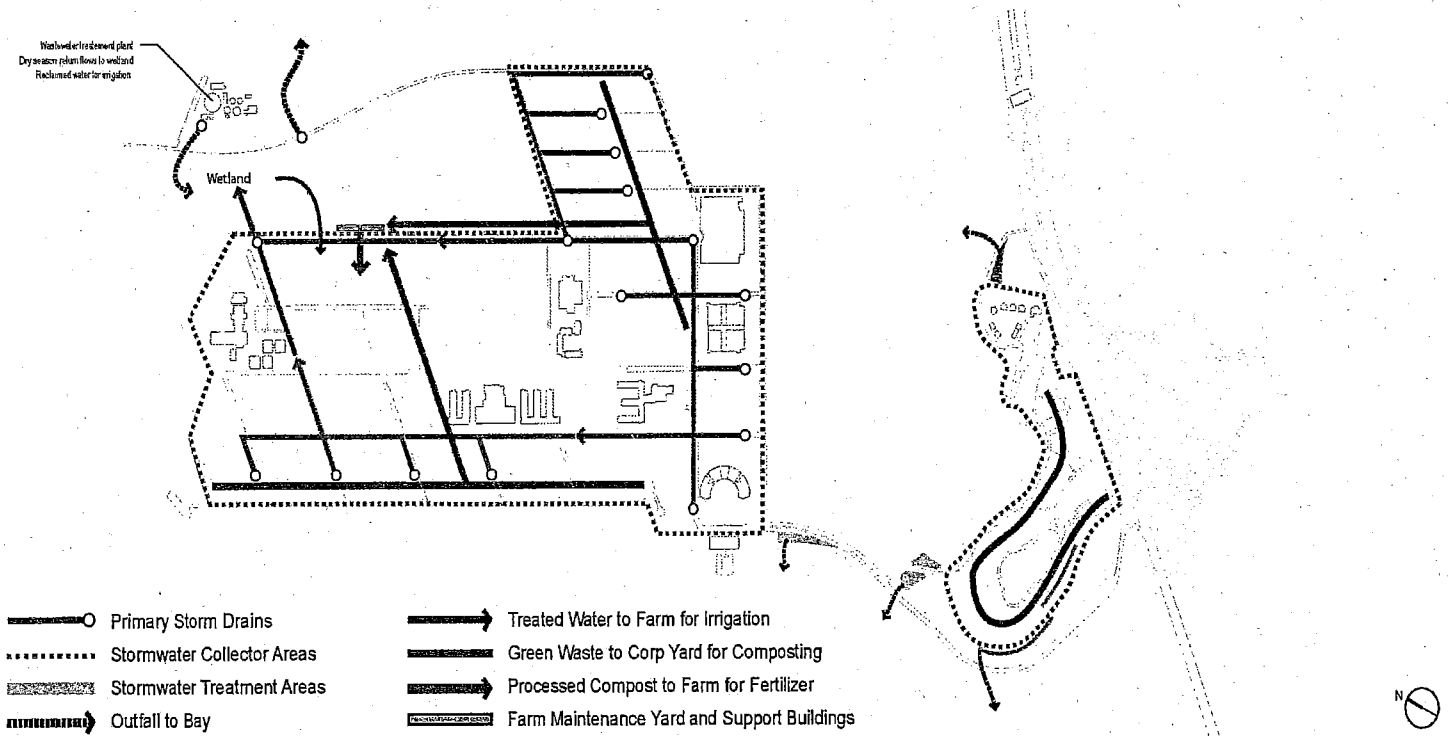 Wastewater treatment plant
Dry season return flows to wetland
Reclaimed water for irrigation
Wetland
Primary Storm Drains
Stormwater Collector Areas
Stormwater Treatment Areas
Outfall to Bay
Treated Water to Farm for Irrigation
Green Waste to Corp Yard for Composting
Processed Compost to Farm for Fertilizer
Farm Maintenance Yard and Support Buildings
N